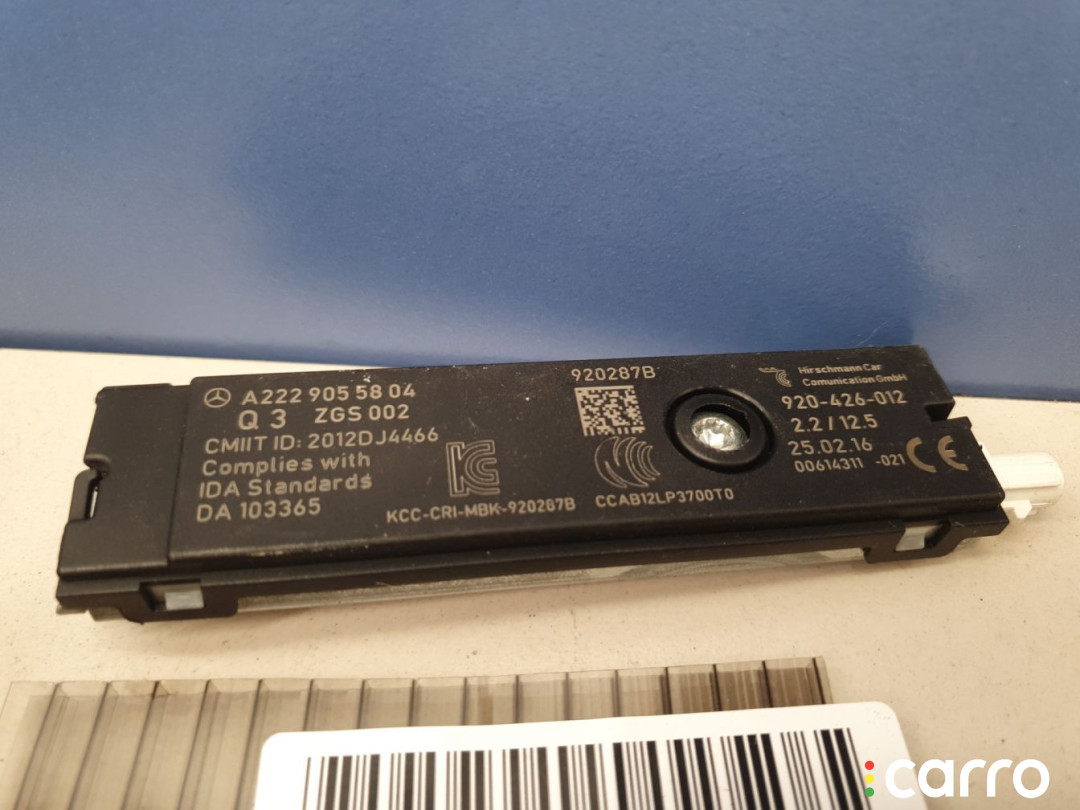 A222 905 58 04
Q 3 ZGS 002
CMIIT ID: 2012DJ4466
Complies with
IDA Standards
DA 103365
KCC-CRI-MBK-920287B
920287B
CCAB12LP3700T0
Hirschmann Car
Comunication GmbH
920-426-012
2.2 / 12.5
25.02.16
00614311 -021
CE
carro